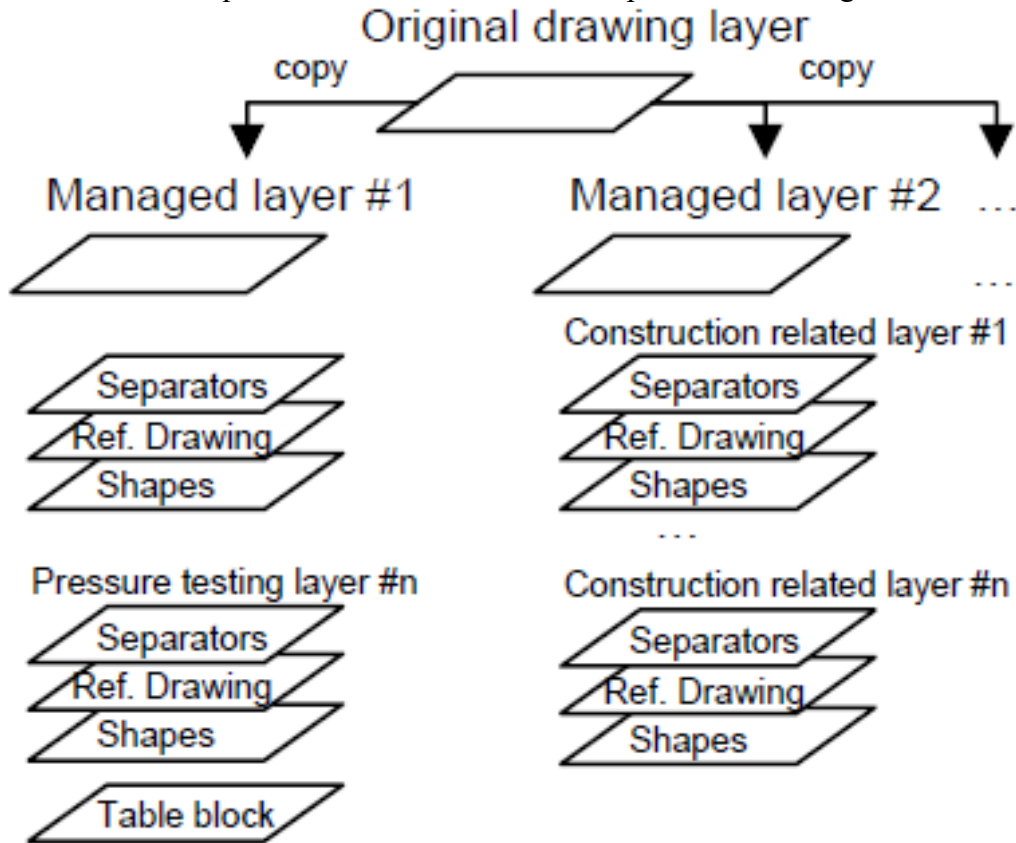 Original drawing layer
copy
copy
Managed layer #1
Managed layer #2 ...
...
Construction related layer #1
Separators
Ref. Drawing
Shapes
Separators
Ref. Drawing
Shapes
...
Pressure testing layer #n
Construction related layer #n
Separators
Ref. Drawing
Shapes
Separators
Ref. Drawing
Shapes
Table block